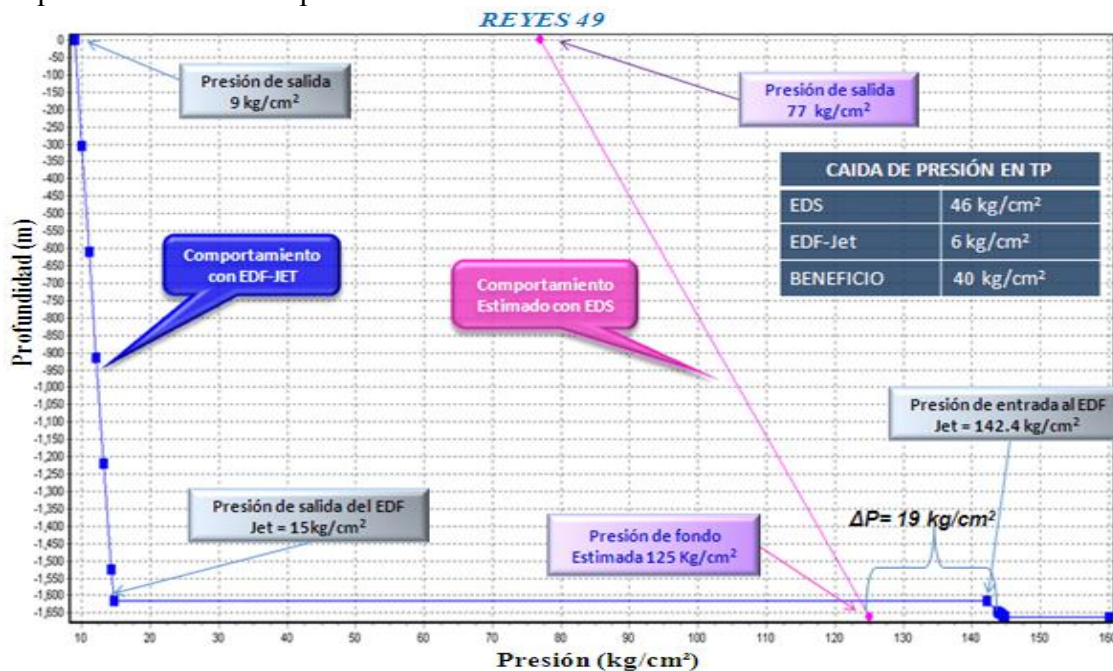 REYES 49
0
-50
-100
-150
-200
-250
-300
-350
-400
-450
-500
-550
-600
-650
-700
-750
-800
-850
-900
-950
-1,000
-1,050
-1,100
-1,150
-1,200
-1,250
-1,300
-1,350
-1,400
-1,450
-1,500
-1,550
-1,600
-1,650
Profundidad (m)
Presión de salida
9 kg/cm²
Presión de salida
77 kg/cm²
CAIDA DE PRESIÓN EN TP
EDS 46 kg/cm²
EDF-Jet 6 kg/cm²
BENEFICIO 40 kg/cm²
Comportamiento
con EDF-JET
Comportamiento
Estimado con EDS
Presión de entrada al EDF
Jet = 142.4 kg/cm²
Presión de salida del EDF
Jet = 15kg/cm²
Presión de fondo
Estimada 125 Kg/cm²
ΔP= 19 kg/cm²
10 20 30 40 50 60 70 80 90 100 110 120 130 140 150 160
Presión (kg/cm²)